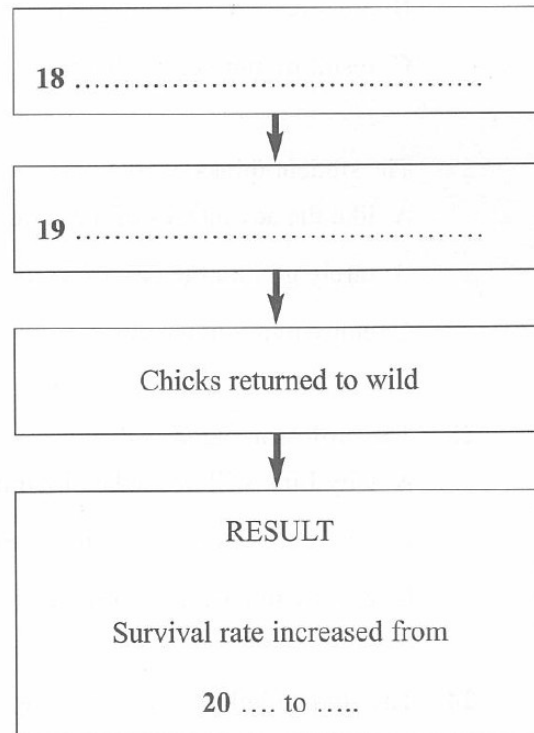 18 ................................................
19 ................................................
Chicks returned to wild
RESULT
Survival rate increased from
20 .... to .....